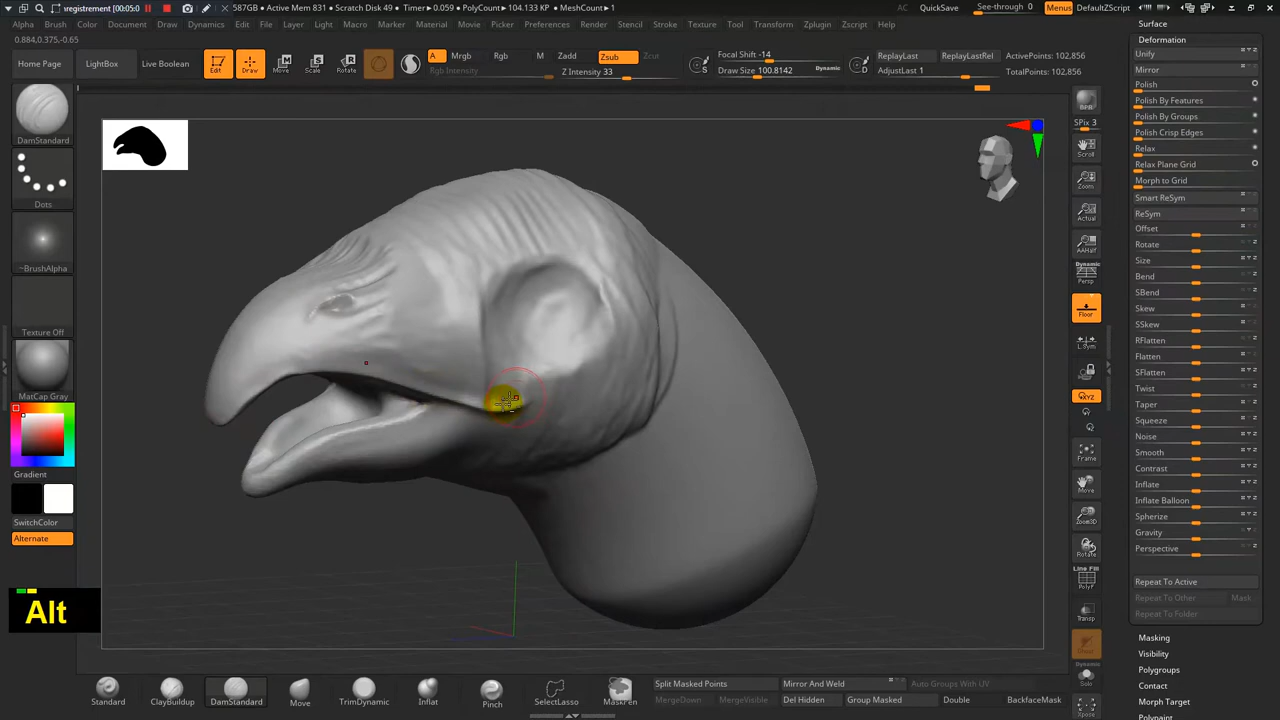 nregistrement [00:05:0
587GB • Active Mem 831 • Scratch Disk 49 • Timer▸0.059 • PolyCount▸104.133 KP • MeshCount▸1
AC
QuickSave
See-through 0
Menus
DefaultZScript
Alpha Brush Color Document Draw Dynamics Edit File Layer Light Macro Marker Material Movie Picker Preferences Render Stencil Stroke Texture Tool Transform Zplugin Zscript Help
0.884,0.375,-0.65
Home Page
LightBox
Live Boolean
Edit
Draw
Move
Scale
Rotate
A
Mrgb
Rgb
M
Zadd
Zsub
Zcut
Rgb Intensity
Z Intensity 33
S
Focal Shift -14
Draw Size 100.8142
Dynamic
D
ReplayLast
ReplayLastRel
AdjustLast 1
ActivePoints: 102,856
TotalPoints: 102,856
DamStandard
Dots
~BrushAlpha
Texture Off
MatCap Gray
Gradient
SwitchColor
Alternate
Alt
BPR
SPix 3
Scroll
Zoom
Actual
AAHalf
Dynamic
Persp
Floor
L.Sym
XYZ
Frame
Move
Zoom3D
Rotate
Line Fill
PolyF
Transp
Dynamic
Solo
Xpose
Surface
Deformation
Unify
Mirror
Polish
Polish By Features
Polish By Groups
Polish Crisp Edges
Relax
Relax Plane Grid
Morph to Grid
Smart ReSym
ReSym
Offset
Rotate
Size
Bend
SBend
Skew
SSkew
RFlatten
Flatten
SFlatten
Twist
Taper
Squeeze
Noise
Smooth
Contrast
Inflate
Inflate Balloon
Spherize
Gravity
Perspective
Repeat To Active
Repeat To Other
Mask
Repeat To Folder
Masking
Visibility
Polygroups
Contact
Morph Target
Polypaint
Standard
ClayBuildup
DamStandard
Move
TrimDynamic
Inflat
Pinch
SelectLasso
MaskPen
Split Masked Points
Mirror And Weld
Auto Groups With UV
MergeDown
MergeVisible
Del Hidden
Group Masked
Double
BackfaceMask